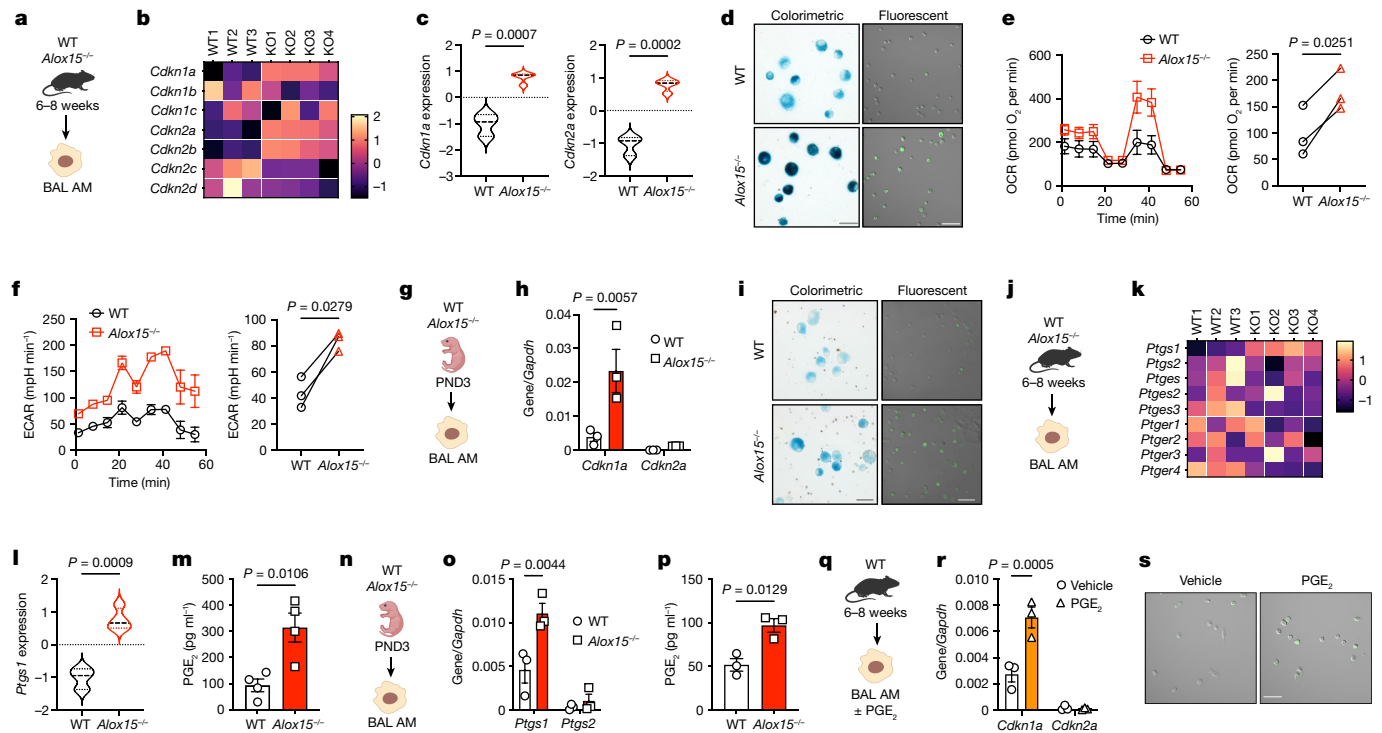 a
WT
Alox15⁻/⁻
6–8 weeks
BAL AM
b
WT1
WT2
WT3
KO1
KO2
KO3
KO4
Cdkn1a
Cdkn1b
Cdkn1c
Cdkn2a
Cdkn2b
Cdkn2c
Cdkn2d
2
1
0
−1
c
P = 0.0007
Cdkn1a expression
2
1
0
−1
−2
−3
WT Alox15⁻/⁻
P = 0.0002
Cdkn2a expression
2
1
0
−1
−2
WT Alox15⁻/⁻
d
Colorimetric Fluorescent
WT
Alox15⁻/⁻
e
WT
Alox15⁻/⁻
OCR (pmol O₂ per min)
600
400
200
0
0 20 40 60
Time (min)
P = 0.0251
OCR (pmol O₂ per min)
250
200
150
100
50
0
WT Alox15⁻/⁻
f
WT
Alox15⁻/⁻
ECAR (mpH min⁻¹)
250
200
150
100
50
0
0 20 40 60
Time (min)
P = 0.0279
ECAR (mpH min⁻¹)
100
80
60
40
20
0
WT Alox15⁻/⁻
g
WT
Alox15⁻/⁻
PND3
BAL AM
h
P = 0.0057
WT
Alox15⁻/⁻
Gene/Gapdh
0.04
0.03
0.02
0.01
0
Cdkn1a Cdkn2a
i
Colorimetric Fluorescent
WT
Alox15⁻/⁻
j
WT
Alox15⁻/⁻
6–8 weeks
BAL AM
k
WT1
WT2
WT3
KO1
KO2
KO3
KO4
Ptgs1
Ptgs2
Ptges
Ptges2
Ptges3
Ptger1
Ptger2
Ptger3
Ptger4
1
0
−1
l
P = 0.0009
Ptgs1 expression
2
1
0
−1
−2
WT Alox15⁻/⁻
m
P = 0.0106
PGE₂ (pg ml⁻¹)
500
400
300
200
100
0
WT Alox15⁻/⁻
n
WT
Alox15⁻/⁻
PND3
BAL AM
o
P = 0.0044
WT
Alox15⁻/⁻
Gene/Gapdh
0.015
0.010
0.005
0
Ptgs1 Ptgs2
p
P = 0.0129
PGE₂ (pg ml⁻¹)
150
100
50
0
WT Alox15⁻/⁻
q
WT
6–8 weeks
BAL AM
± PGE₂
r
P = 0.0005
Vehicle
PGE₂
Gene/Gapdh
0.010
0.008
0.006
0.004
0.002
0
Cdkn1a Cdkn2a
s
Vehicle PGE₂